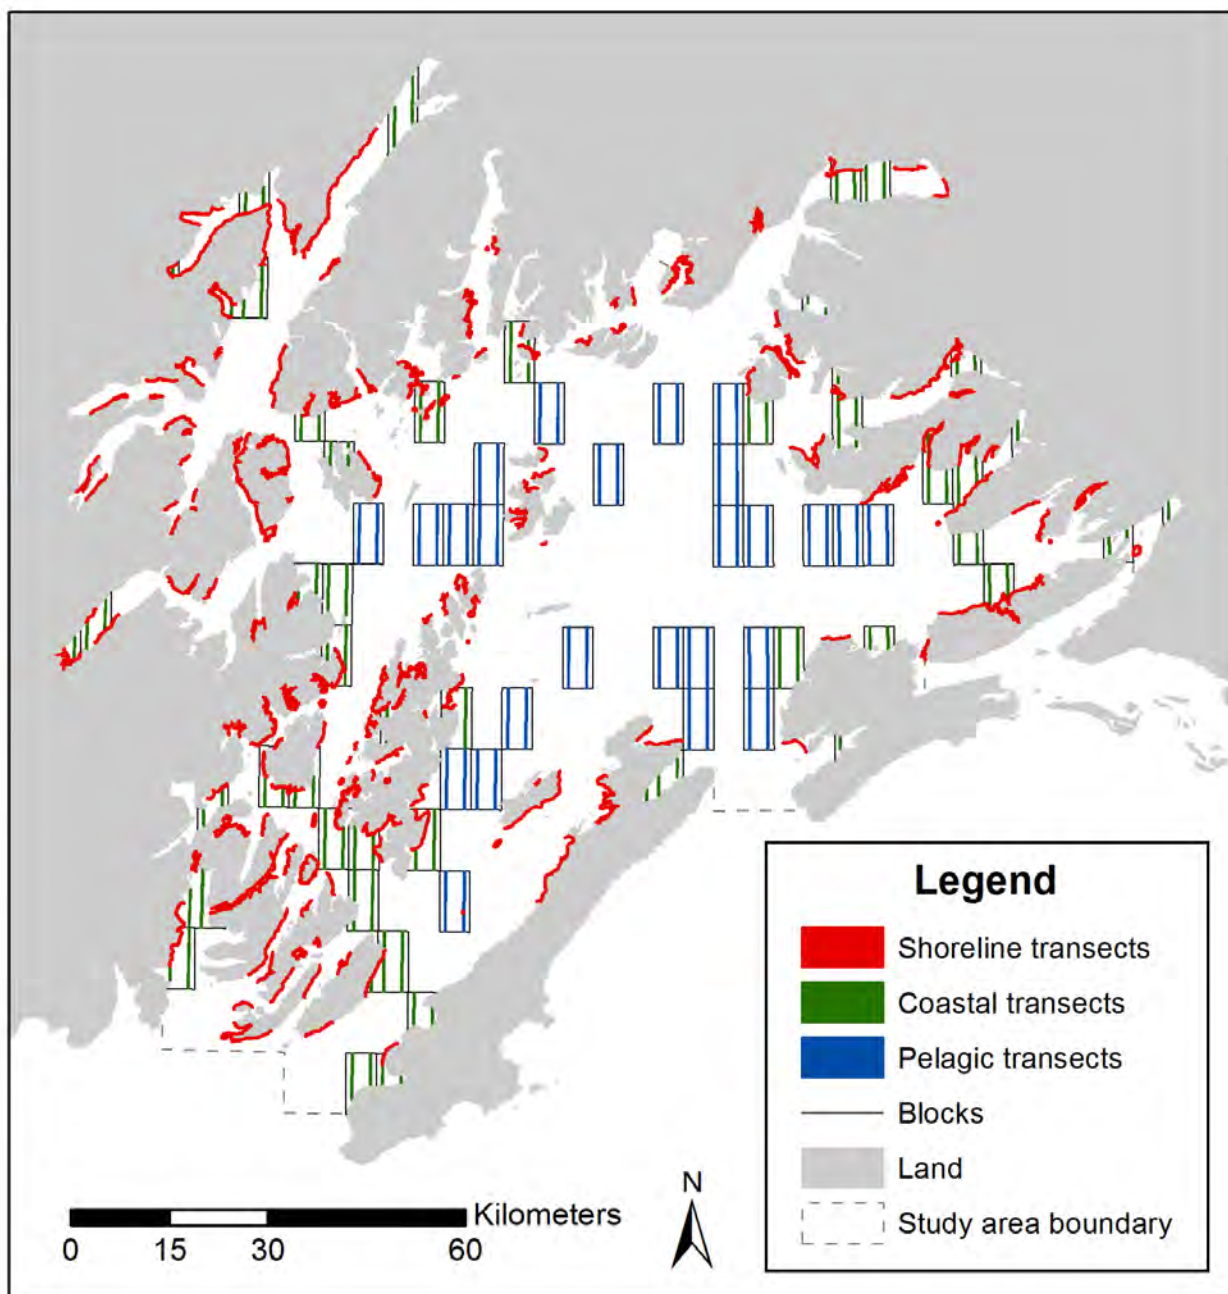 Legend
Shoreline transects
Coastal transects
Pelagic transects
Blocks
Land
Study area boundary
N
Kilometers
0 15 30 60